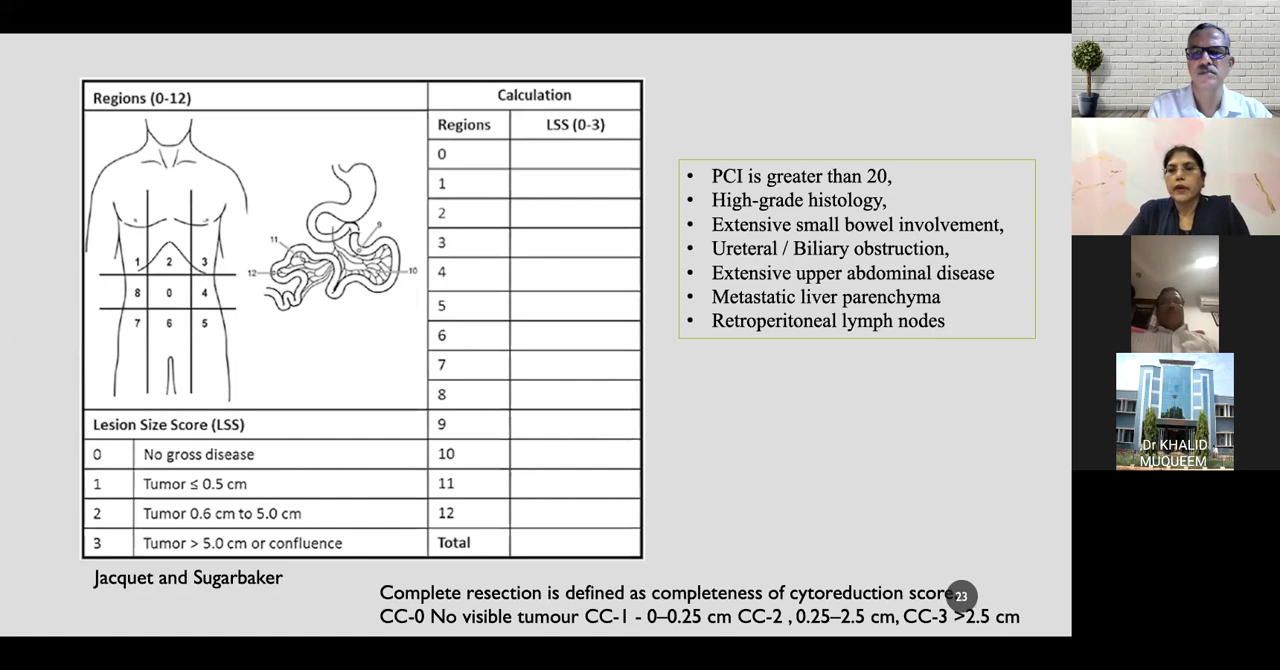 Regions (0-12)
Calculation
Regions
LSS (0-3)
0
1
2
3
4
5
6
7
8
9
10
11
12
Total
1 2 3
8 0 4
7 6 5
9
11
12
10
Lesion Size Score (LSS)
0 No gross disease
1 Tumor ≤ 0.5 cm
2 Tumor 0.6 cm to 5.0 cm
3 Tumor > 5.0 cm or confluence
Jacquet and Sugarbaker
• PCI is greater than 20,
• High-grade histology,
• Extensive small bowel involvement,
• Ureteral / Biliary obstruction,
• Extensive upper abdominal disease
• Metastatic liver parenchyma
• Retroperitoneal lymph nodes
Complete resection is defined as completeness of cytoreduction score
CC-0 No visible tumour CC-1 - 0–0.25 cm CC-2 , 0.25–2.5 cm, CC-3 >2.5 cm
23
Dr KHALID
MUQUEEM